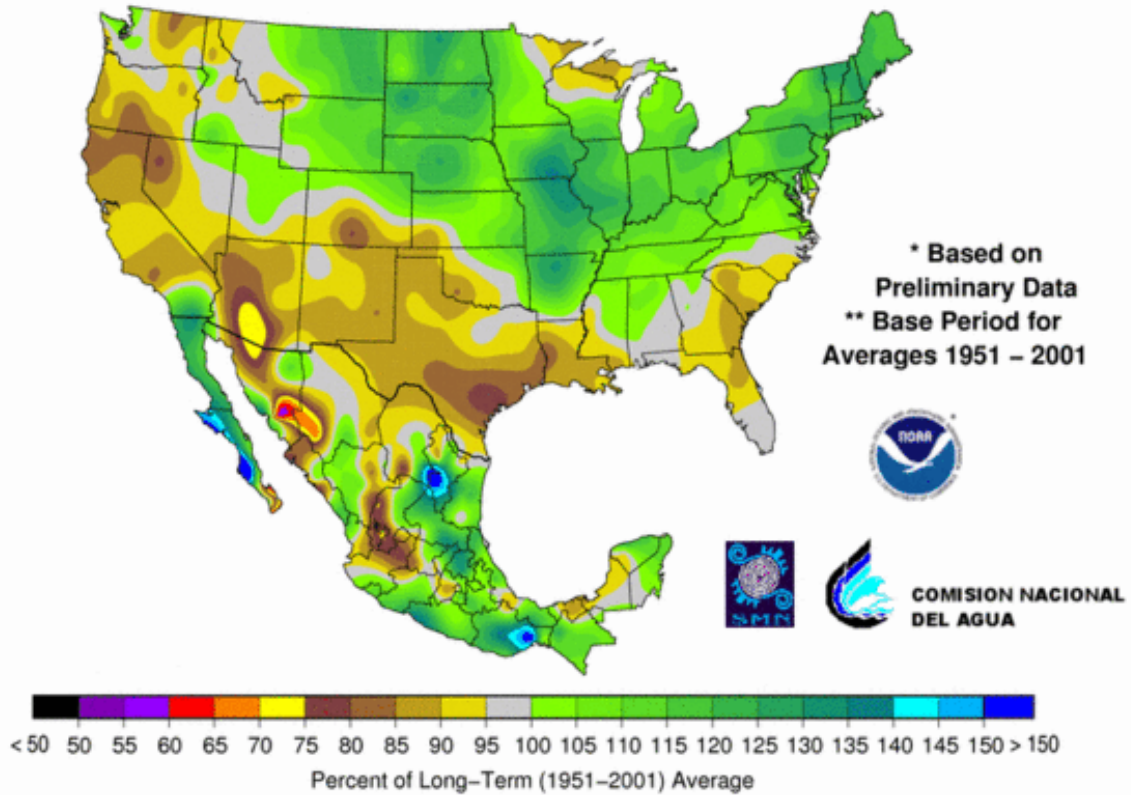 * Based on
Preliminary Data
** Base Period for
Averages 1951 – 2001
NOAA
SMN
COMISION NACIONAL
DEL AGUA
< 50 50 55 60 65 70 75 80 85 90 95 100 105 110 115 120 125 130 135 140 145 150 > 150
Percent of Long–Term (1951–2001) Average